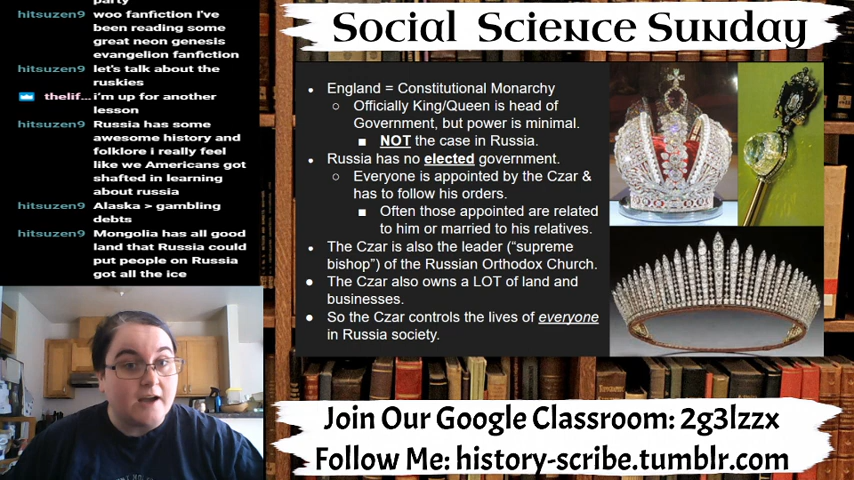 party
hitsuzen9 woo fanfiction I've
been reading some
great neon genesis
evangelion fanfiction
hitsuzen9 let's talk about the
ruskies
thelif... i'm up for another
lesson
hitsuzen9 Russia has some
awesome history and
folklore i really feel
like we Americans got
shafted in learning
about russia
hitsuzen9 Alaska > gambling
debts
hitsuzen9 Mongolia has all good
land that Russia could
put people on Russia
got all the ice
Social Science Sunday
• England = Constitutional Monarchy
○ Officially King/Queen is head of
Government, but power is minimal.
■ NOT the case in Russia.
• Russia has no elected government.
○ Everyone is appointed by the Czar &
has to follow his orders.
■ Often those appointed are related
to him or married to his relatives.
• The Czar is also the leader ("supreme
bishop") of the Russian Orthodox Church.
• The Czar also owns a LOT of land and
businesses.
• So the Czar controls the lives of everyone
in Russia society.
Join Our Google Classroom: 2g3lzzx
Follow Me: history-scribe.tumblr.com